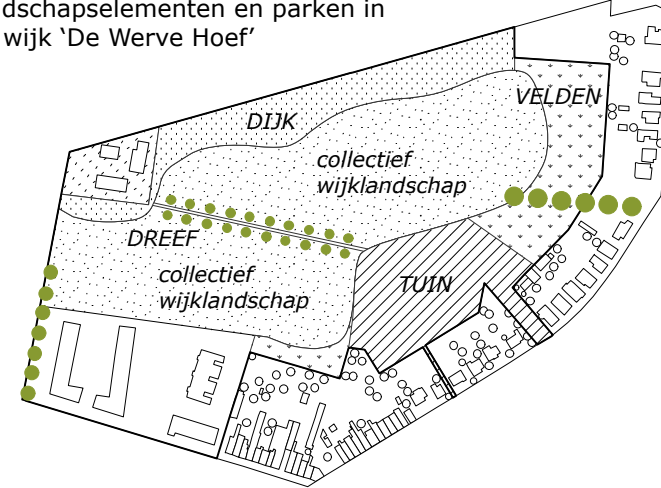 dschapselementen en parken in
wijk ‘De Werve Hoef’
VELDEN
DIJK
collectief
wijklandschap
DREEF
collectief
wijklandschap
TUIN